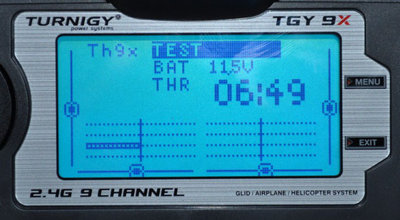 TURNIGY®
power systems
TGY 9X
Th9x TEST
BAT 11.5V
THR 06:49
MENU
EXIT
2.4G 9 CHANNEL
GLID / AIRPLANE / HELICOPTER SYSTEM